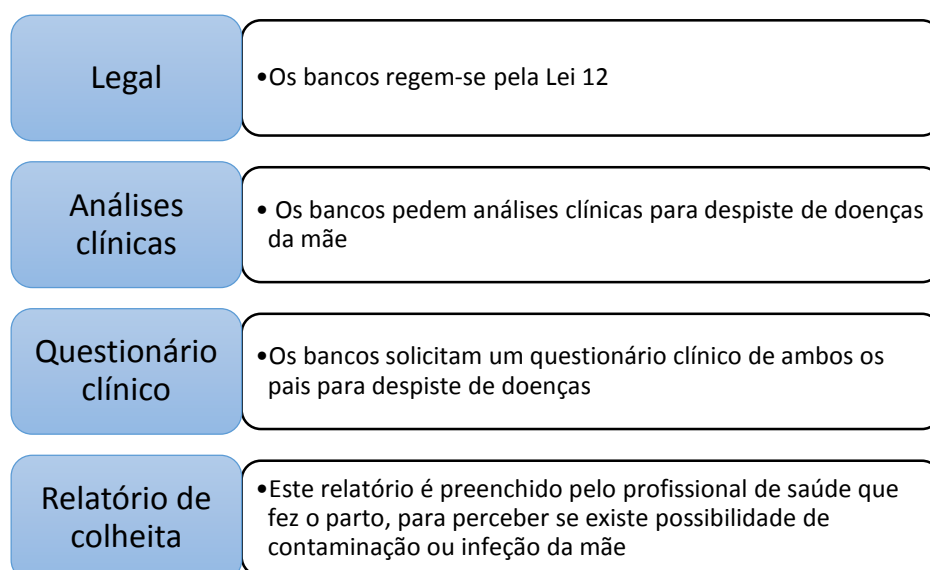 Legal
•Os bancos regem-se pela Lei 12
Análises
clínicas
• Os bancos pedem análises clínicas para despiste de doenças
da mãe
Questionário
clínico
•Os bancos solicitam um questionário clínico de ambos os
pais para despiste de doenças
Relatório de
colheita
•Este relatório é preenchido pelo profissional de saúde que
fez o parto, para perceber se existe possibilidade de
contaminação ou infeção da mãe